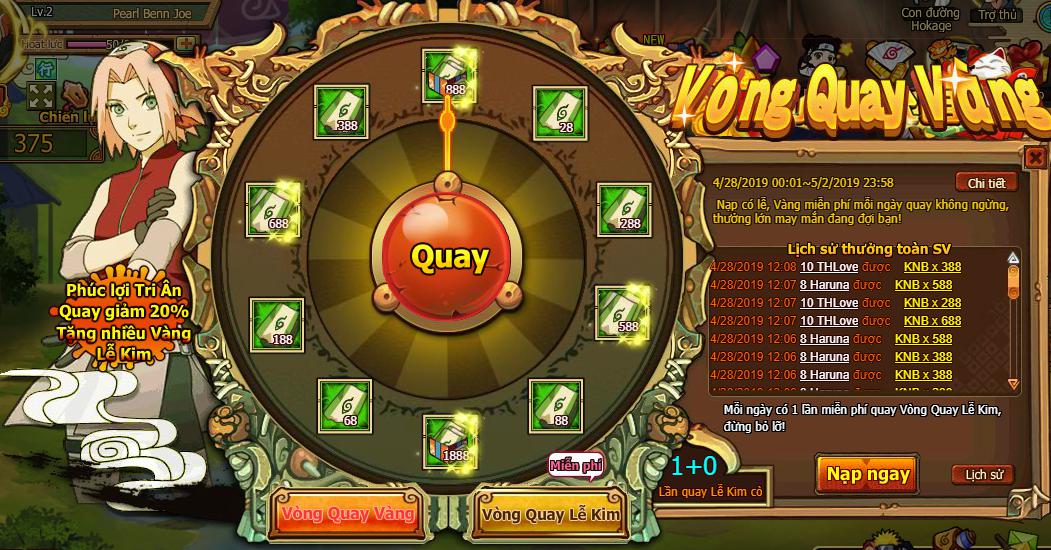 Lv.2
Pearl Benn Joe
Hoạt lực
Chiến
375
Con đường
Hokage
Trợ thủ
NEW
Vòng Quay Vàng
888
388
28
688
288
188
588
68
88
1888
Quay
Phúc lợi Tri Ân
Quay giảm 20%
Tặng nhiều Vàng
Lễ Kim
4/28/2019 00:01~5/2/2019 23:58
Chi tiết
Nạp có lễ, Vàng miễn phí mỗi ngày quay không ngừng,
thưởng lớn may mắn đang đợi bạn!
Lịch sử thưởng toàn SV
4/28/2019 12:08 10 THLove được KNB x 388
4/28/2019 12:07 8 Haruna được KNB x 588
4/28/2019 12:07 10 THLove được KNB x 288
4/28/2019 12:07 10 THLove được KNB x 688
4/28/2019 12:06 8 Haruna được KNB x 588
4/28/2019 12:06 8 Haruna được KNB x 388
4/28/2019 12:06 8 Haruna được KNB x 388
4/28/2019 12:06 8 Haruna được
Mỗi ngày có 1 lần miễn phí quay Vòng Quay Lễ Kim,
đừng bỏ lỡ!
Miễn phí
1+0
Lần quay Lễ Kim có
Nạp ngay
Lịch sử
Vòng Quay Vàng
Vòng Quay Lễ Kim